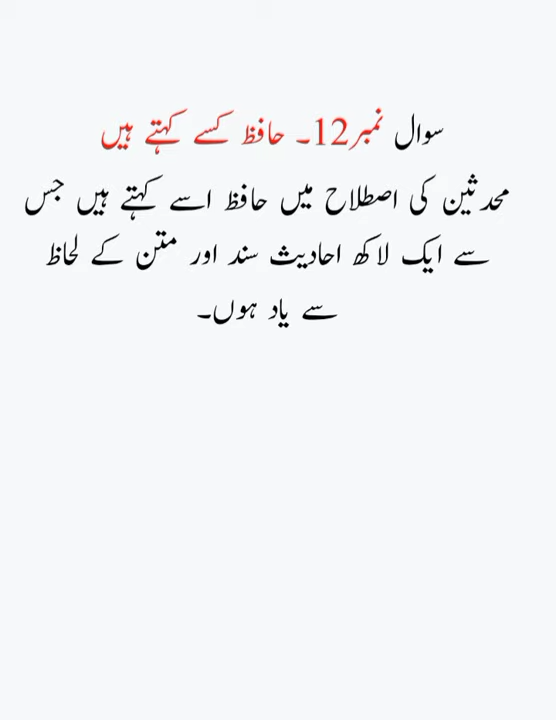 سوال نمبر12۔ حافظ کسے کہتے ہیں
محدثین کی اصطلاح میں حافظ اسے کہتے ہیں جس
سے ایک لاکھ احادیث سند اور متن کے لحاظ
سے یاد ہوں۔